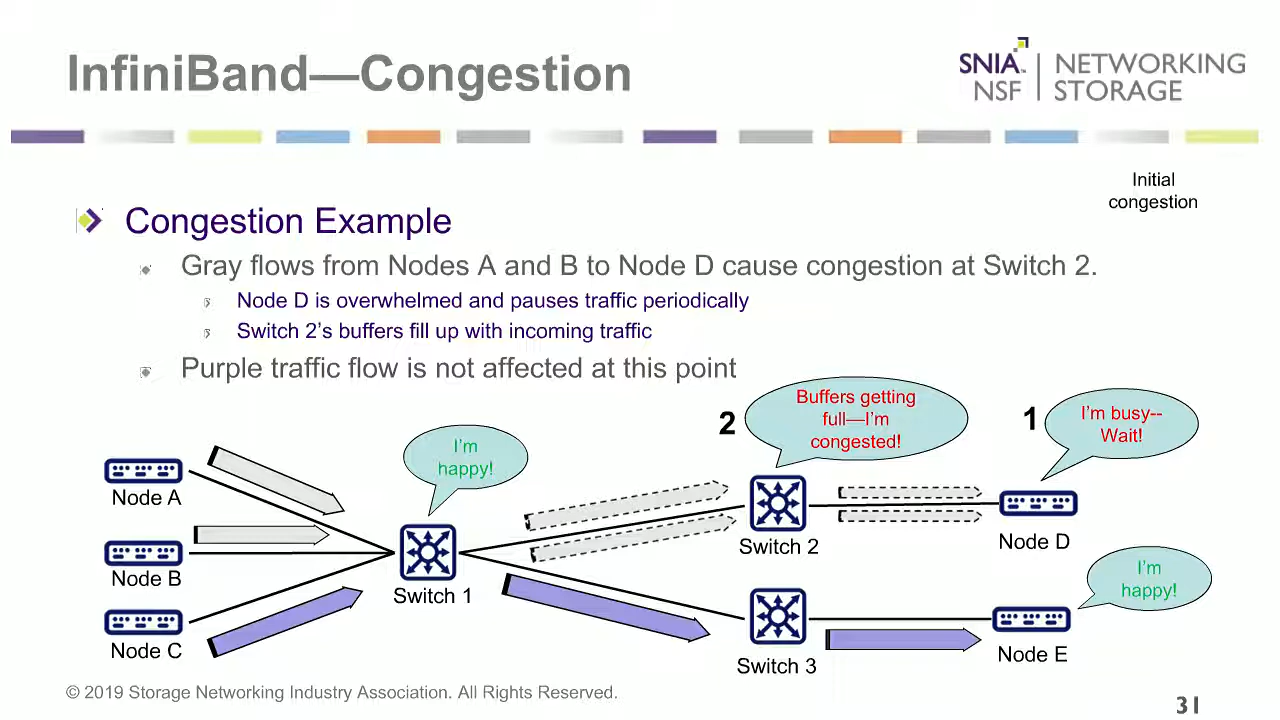 InfiniBand—Congestion
SNIA™ NSF
NETWORKING
STORAGE
Initial
congestion
Congestion Example
Gray flows from Nodes A and B to Node D cause congestion at Switch 2.
Node D is overwhelmed and pauses traffic periodically
Switch 2's buffers fill up with incoming traffic
Purple traffic flow is not affected at this point
2
Buffers getting
full—I'm
congested!
1
I'm busy--
Wait!
I'm
happy!
Node A
Node B
Node C
Switch 1
Switch 2
Node D
I'm
happy!
Switch 3
Node E
© 2019 Storage Networking Industry Association. All Rights Reserved.
31